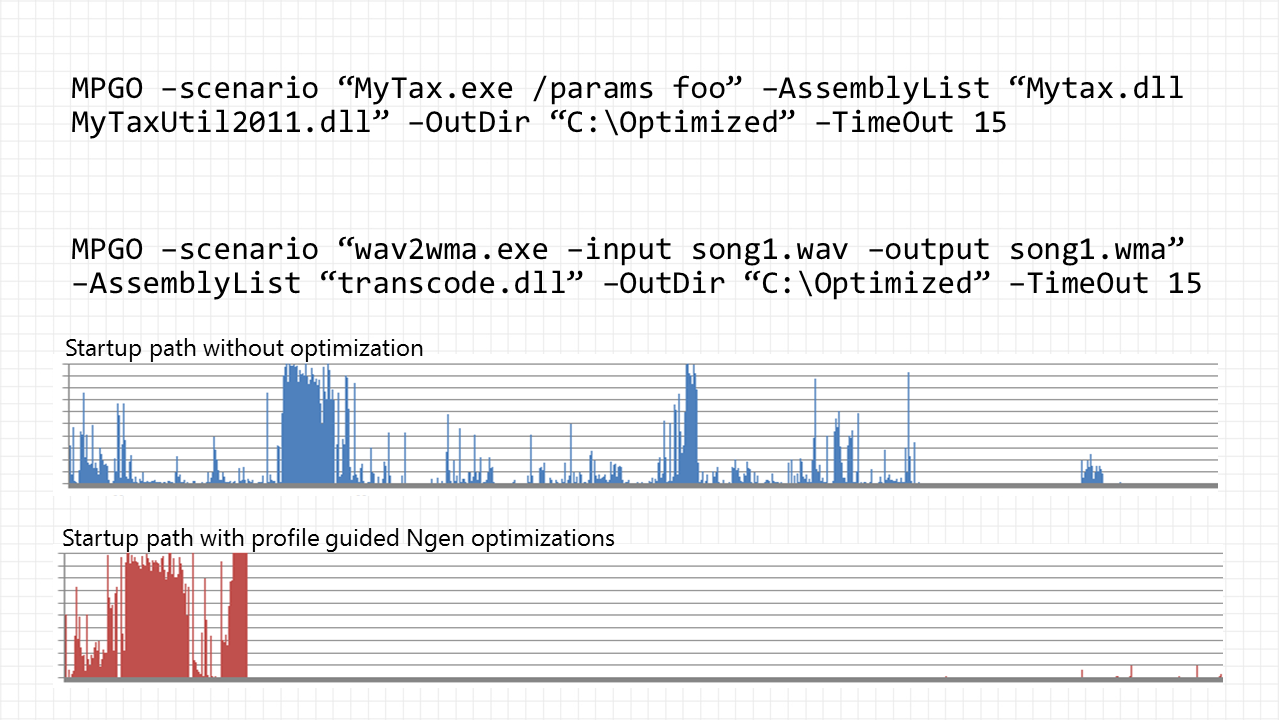 MPGO –scenario “MyTax.exe /params foo” –AssemblyList “Mytax.dll
MyTaxUtil2011.dll” –OutDir “C:\Optimized” –TimeOut 15
MPGO –scenario “wav2wma.exe –input song1.wav –output song1.wma”
–AssemblyList “transcode.dll” –OutDir “C:\Optimized” –TimeOut 15
Startup path without optimization
Startup path with profile guided Ngen optimizations